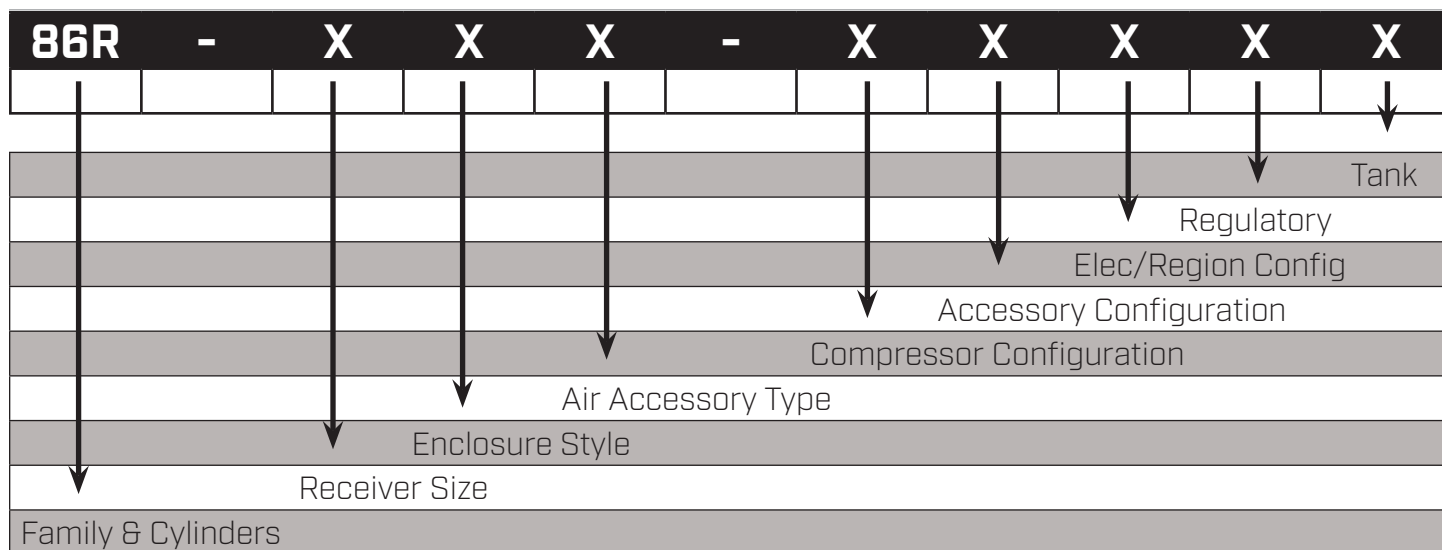 86R - X X X - X X X X X
Tank
Regulatory
Elec/Region Config
Accessory Configuration
Compressor Configuration
Air Accessory Type
Enclosure Style
Receiver Size
Family & Cylinders